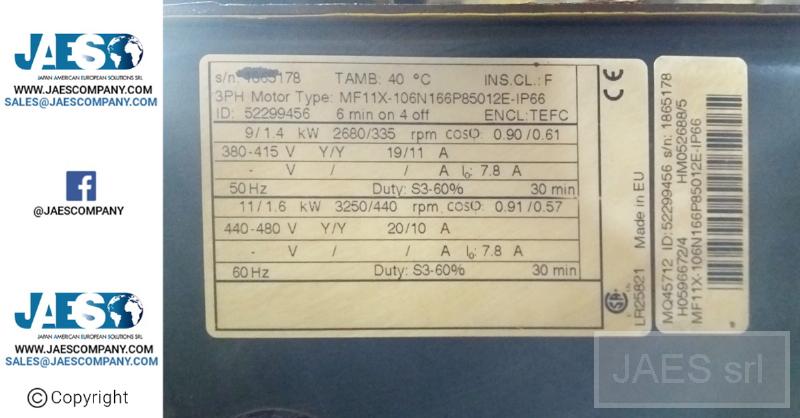 JAES
JAPAN AMERICAN EUROPEAN SOLUTIONS SRL
WWW.JAESCOMPANY.COM
SALES@JAESCOMPANY.COM
@JAESCOMPANY
JAES
JAPAN AMERICAN EUROPEAN SOLUTIONS SRL
WWW.JAESCOMPANY.COM
SALES@JAESCOMPANY.COM
© Copyright
s/n: 1865178 TAMB: 40 °C INS.CL.: F
3PH Motor Type: MF11X-106N166P85012E-IP66
ID: 52299456 6 min on 4 off ENCL:TEFC
9/1.4 kW 2680/335 rpm cosØ: 0.90/0.61
380-415 V Y/Y 19/11 A
- V / / A I₀: 7.8 A
50 Hz Duty: S3-60% 30 min
11/1.6 kW 3250/440 rpm cosØ: 0.91/0.57
440-480 V Y/Y 20/10 A
- V / / A I₀: 7.8 A
60 Hz Duty: S3-60% 30 min
CE
Made in EU
LR25821
MQ45712 ID:52299456 s/n: 1865178
H0596672/4 HM052688/5
MF11X-106N166P85012E-IP66
JAES srl